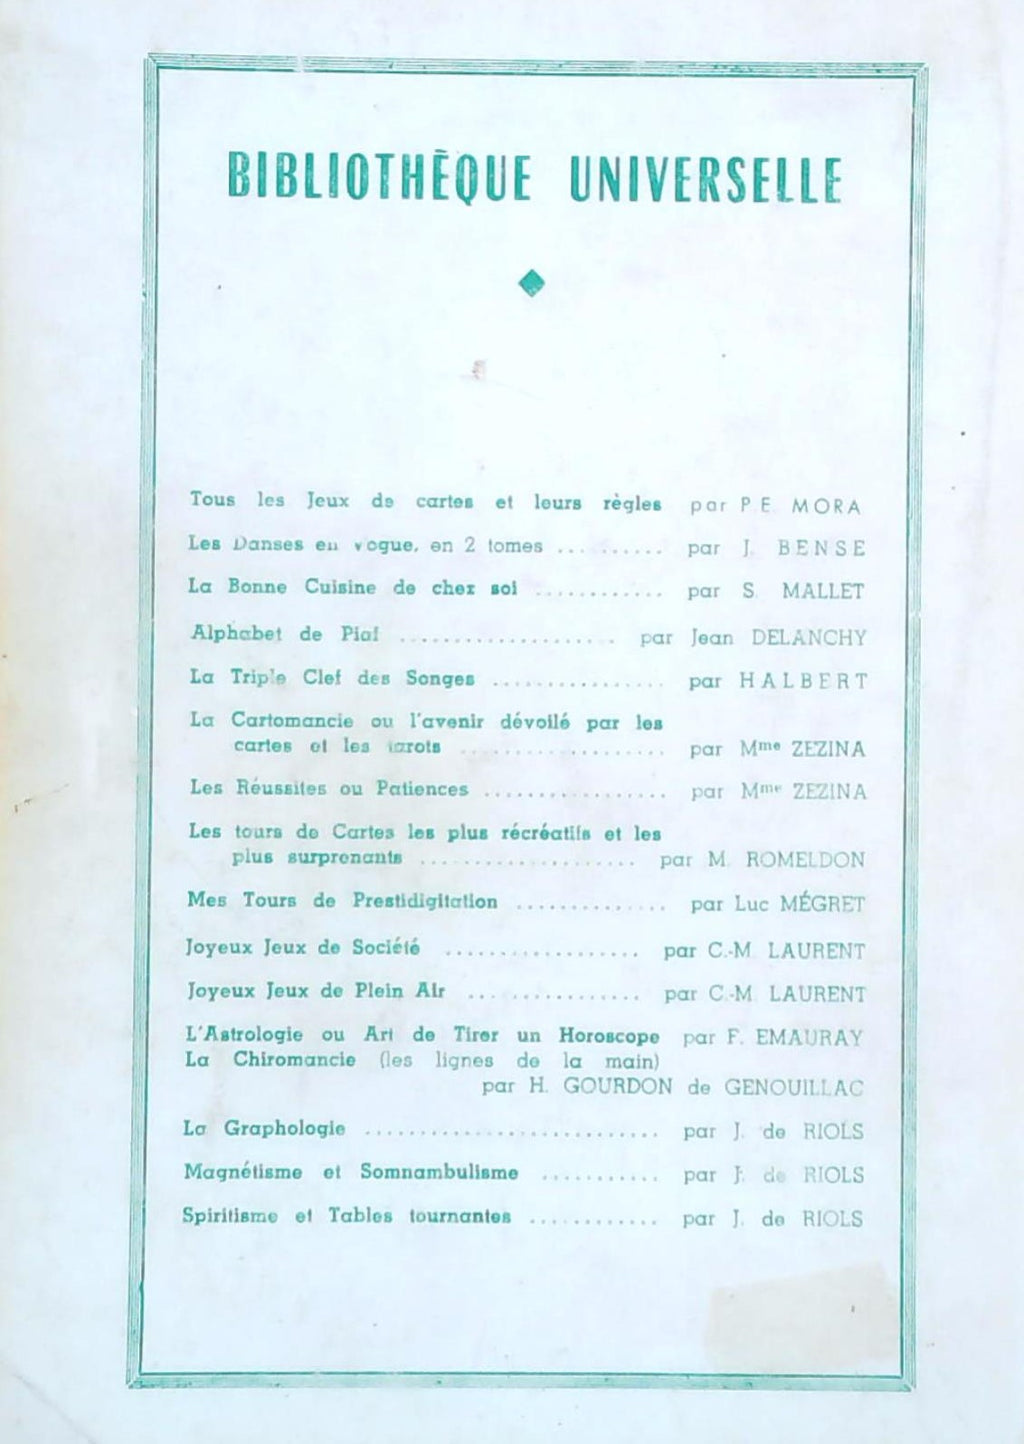 BIBLIOTHÈQUE UNIVERSELLE
Tous les Jeux de cartes et leurs règles par P. E. MORA
Les Danses en vogue, en 2 tomes .......... par J. BENSE
La Bonne Cuisine de chez soi ............ par S. MALLET
Alphabet de Piaf .................... par Jean DELANCHY
La Triple Clef des Songes ................ par HALBERT
La Cartomancie ou l'avenir dévoilé par les
cartes et les tarots ................... par Mme ZEZINA
Les Réussites ou Patiences ................. par Mme ZEZINA
Les tours de Cartes les plus récréatifs et les
plus surprenants .................... par M. ROMELDON
Mes Tours de Prestidigitation .............. par Luc MÉGRET
Joyeux Jeux de Société .................. par C.-M. LAURENT
Joyeux Jeux de Plein Air ................ par C.-M. LAURENT
L'Astrologie ou Art de Tirer un Horoscope par F. EMAURAY
La Chiromancie (les lignes de la main)
par H. GOURDON de GENOUILLAC
La Graphologie ........................... par J. de RIOLS
Magnétisme et Somnambulisme ........... par J. de RIOLS
Spiritisme et Tables tournantes ............ par J. de RIOLS